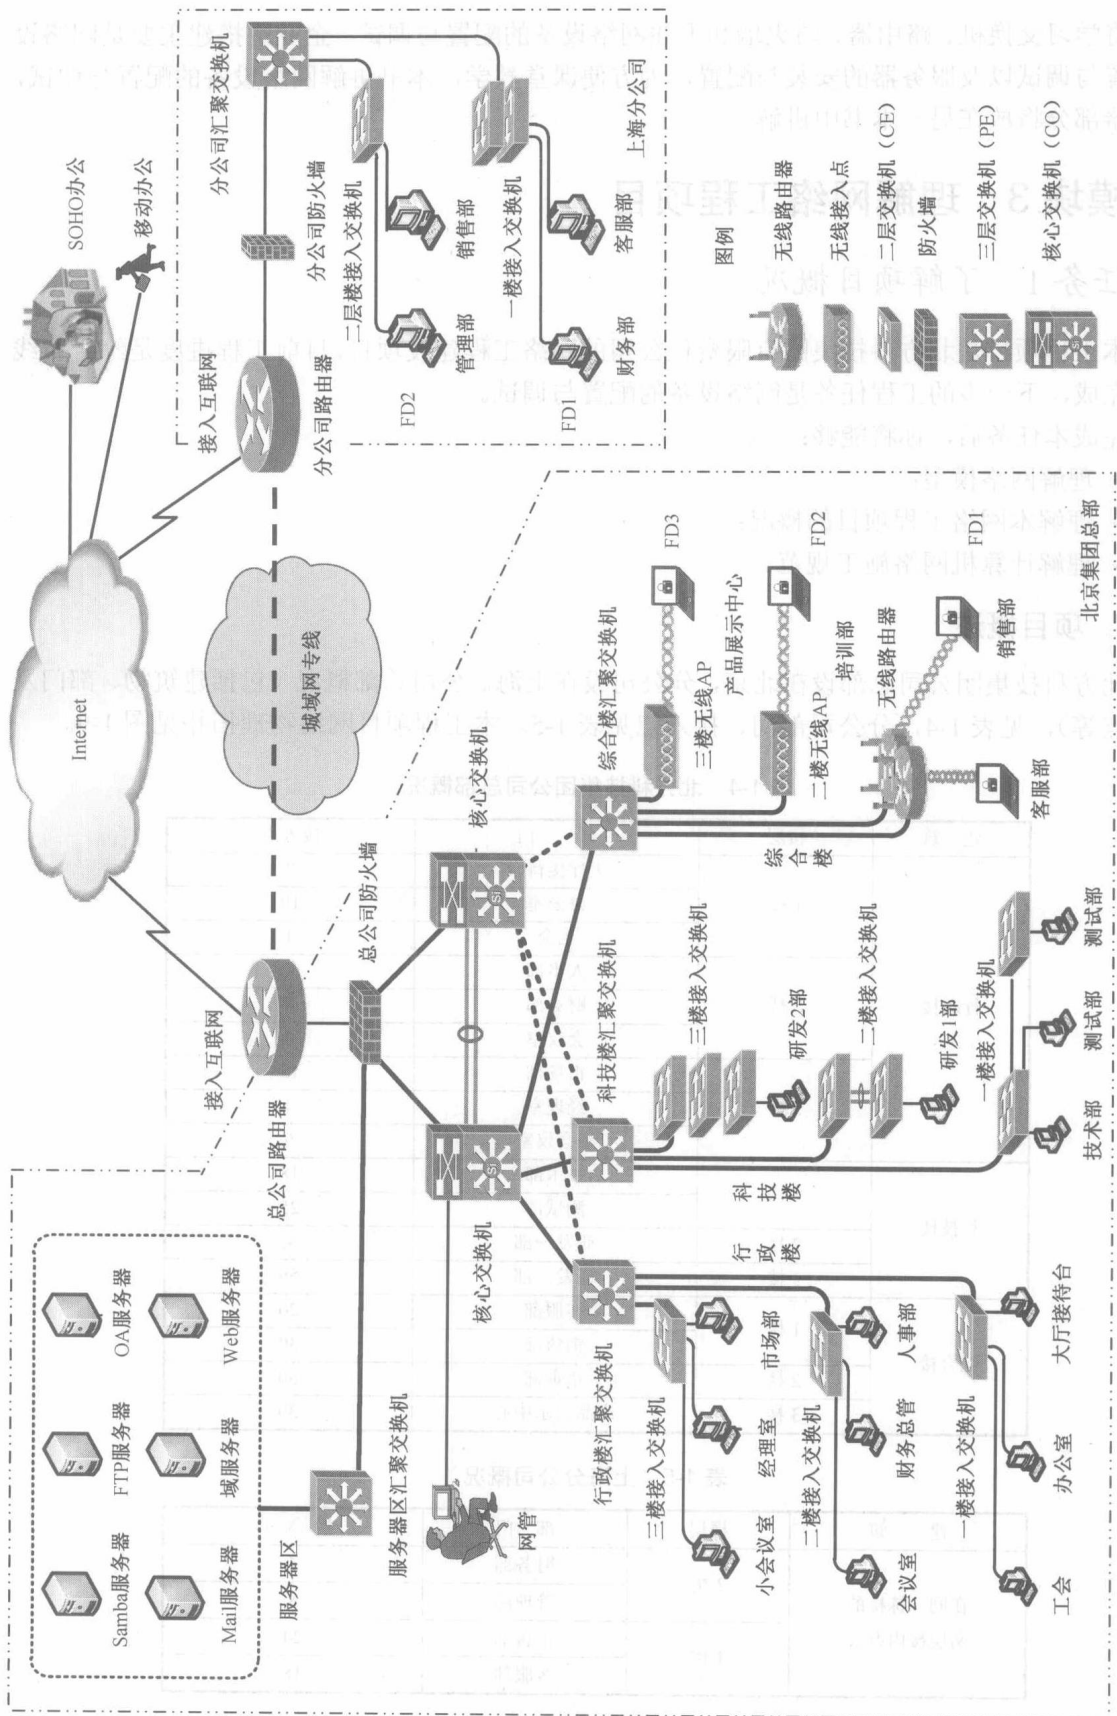 SOHO办公
移动办公
Internet
接入互联网
分公司路由器
分公司防火墙
分公司汇聚交换机
二层楼接入交换机
管理部
销售部
FD2
一楼接入交换机
财务部
客服部
FD1
上海分公司
城域网专线
接入互联网
总公司路由器
总公司防火墙
OA服务器
Web服务器
FTP服务器
域服务器
Samba服务器
Mail服务器
服务器区
服务器区汇聚交换机
网管
核心交换机
核心交换机
行政楼汇聚交换机
科技楼汇聚交换机
综合楼汇聚交换机
行政楼
三楼接入交换机
小会议室
经理室
市场部
二楼接入交换机
会议室
财务总管
人事部
一楼接入交换机
工会
办公室
大厅接待台
科技楼
三楼接入交换机
研发2部
二楼接入交换机
研发1部
一楼接入交换机
技术部
测试部
测试部
综合楼
三楼无线AP
产品展示中心
FD3
二楼无线AP
培训部
FD2
无线路由器
客服部
销售部
FD1
北京集团总部
图例
无线路由器
无线接入点
二层交换机(CE)
防火墙
三层交换机(PE)
核心交换机(CO)